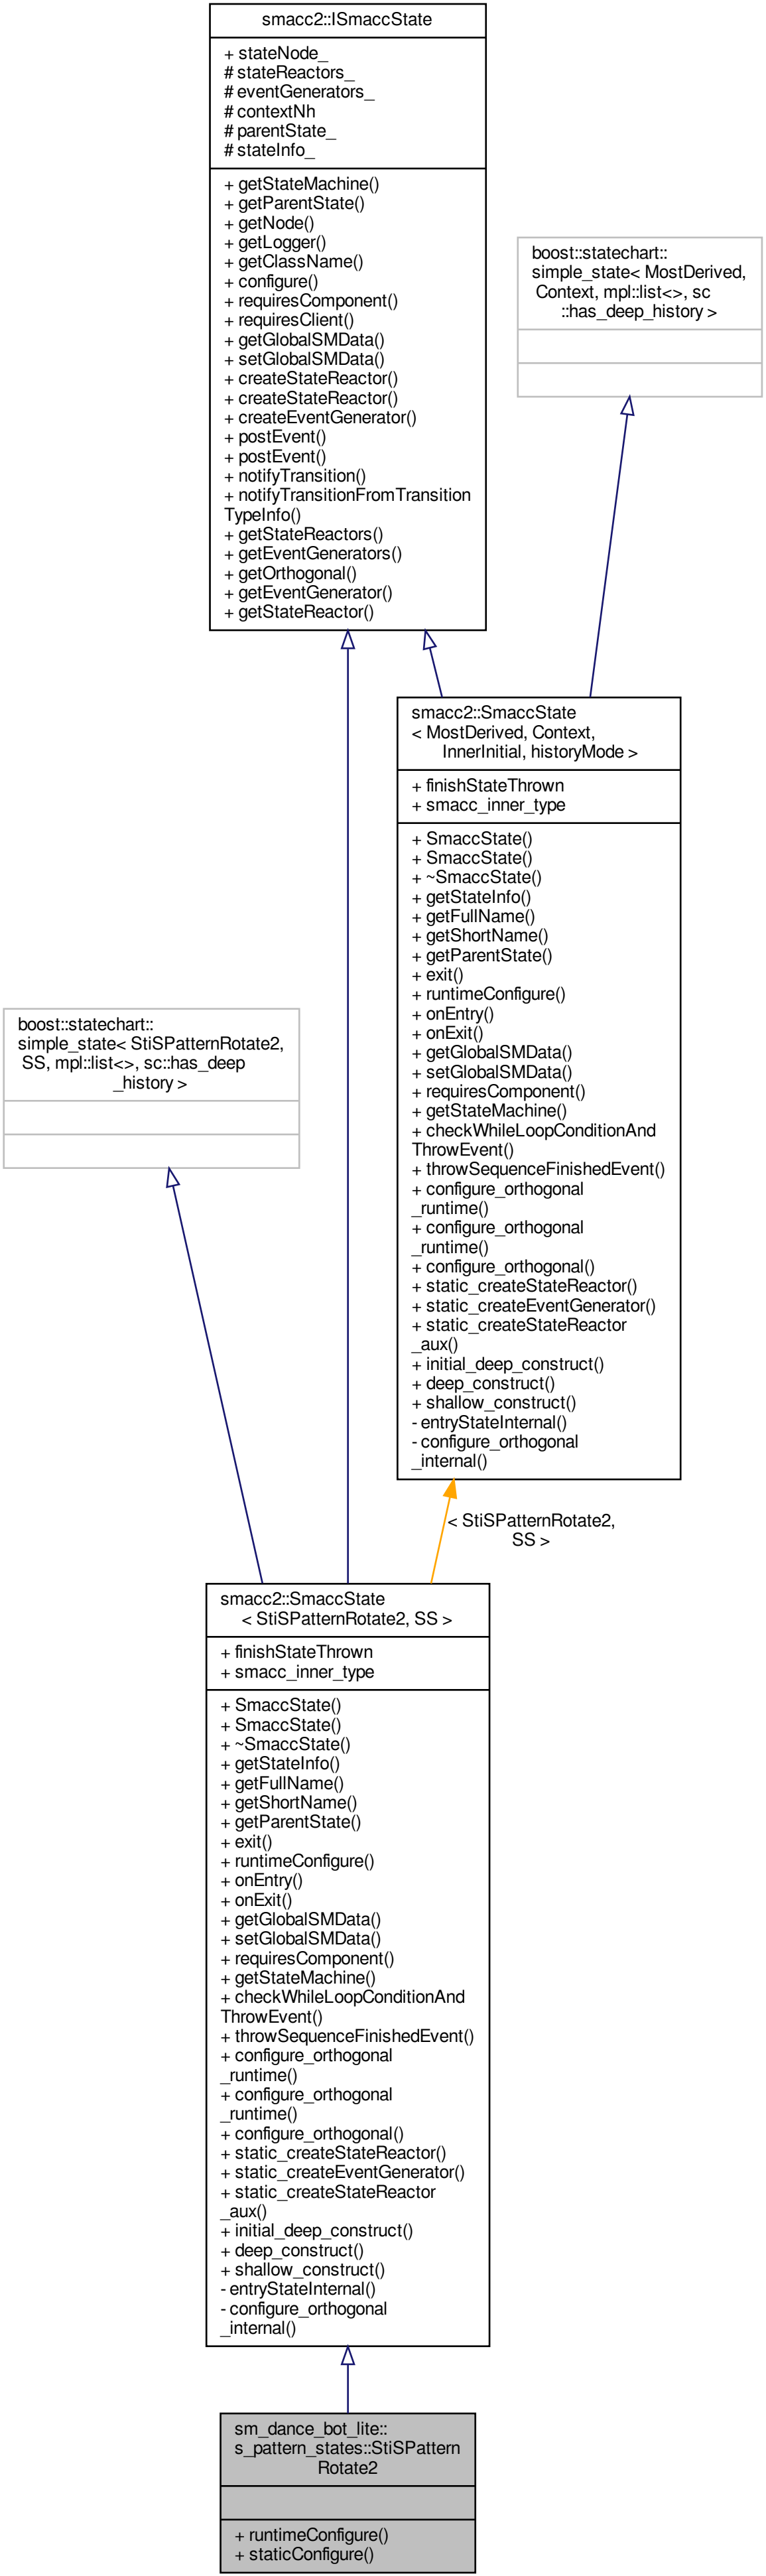 smacc2::ISmaccState
+ stateNode_
# stateReactors_
# eventGenerators_
# contextNh
# parentState_
# stateInfo_
+ getStateMachine()
+ getParentState()
+ getNode()
+ getLogger()
+ getClassName()
+ configure()
+ requiresComponent()
+ requiresClient()
+ getGlobalSMData()
+ setGlobalSMData()
+ createStateReactor()
+ createStateReactor()
+ createEventGenerator()
+ postEvent()
+ postEvent()
+ notifyTransition()
+ notifyTransitionFromTransition
TypeInfo()
+ getStateReactors()
+ getEventGenerators()
+ getOrthogonal()
+ getEventGenerator()
+ getStateReactor()
boost::statechart::
simple_state< MostDerived,
Context, mpl::list<>, sc
::has_deep_history >
smacc2::SmaccState
< MostDerived, Context,
InnerInitial, historyMode >
+ finishStateThrown
+ smacc_inner_type
+ SmaccState()
+ SmaccState()
+ ~SmaccState()
+ getStateInfo()
+ getFullName()
+ getShortName()
+ getParentState()
+ exit()
+ runtimeConfigure()
+ onEntry()
+ onExit()
+ getGlobalSMData()
+ setGlobalSMData()
+ requiresComponent()
+ getStateMachine()
+ checkWhileLoopConditionAnd
ThrowEvent()
+ throwSequenceFinishedEvent()
+ configure_orthogonal
_runtime()
+ configure_orthogonal
_runtime()
+ configure_orthogonal()
+ static_createStateReactor()
+ static_createEventGenerator()
+ static_createStateReactor
_aux()
+ initial_deep_construct()
+ deep_construct()
+ shallow_construct()
- entryStateInternal()
- configure_orthogonal
_internal()
boost::statechart::
simple_state< StiSPatternRotate2,
SS, mpl::list<>, sc::has_deep
_history >
< StiSPatternRotate2,
SS >
smacc2::SmaccState
< StiSPatternRotate2, SS >
+ finishStateThrown
+ smacc_inner_type
+ SmaccState()
+ SmaccState()
+ ~SmaccState()
+ getStateInfo()
+ getFullName()
+ getShortName()
+ getParentState()
+ exit()
+ runtimeConfigure()
+ onEntry()
+ onExit()
+ getGlobalSMData()
+ setGlobalSMData()
+ requiresComponent()
+ getStateMachine()
+ checkWhileLoopConditionAnd
ThrowEvent()
+ throwSequenceFinishedEvent()
+ configure_orthogonal
_runtime()
+ configure_orthogonal
_runtime()
+ configure_orthogonal()
+ static_createStateReactor()
+ static_createEventGenerator()
+ static_createStateReactor
_aux()
+ initial_deep_construct()
+ deep_construct()
+ shallow_construct()
- entryStateInternal()
- configure_orthogonal
_internal()
sm_dance_bot_lite::
s_pattern_states::StiSPattern
Rotate2
+ runtimeConfigure()
+ staticConfigure()